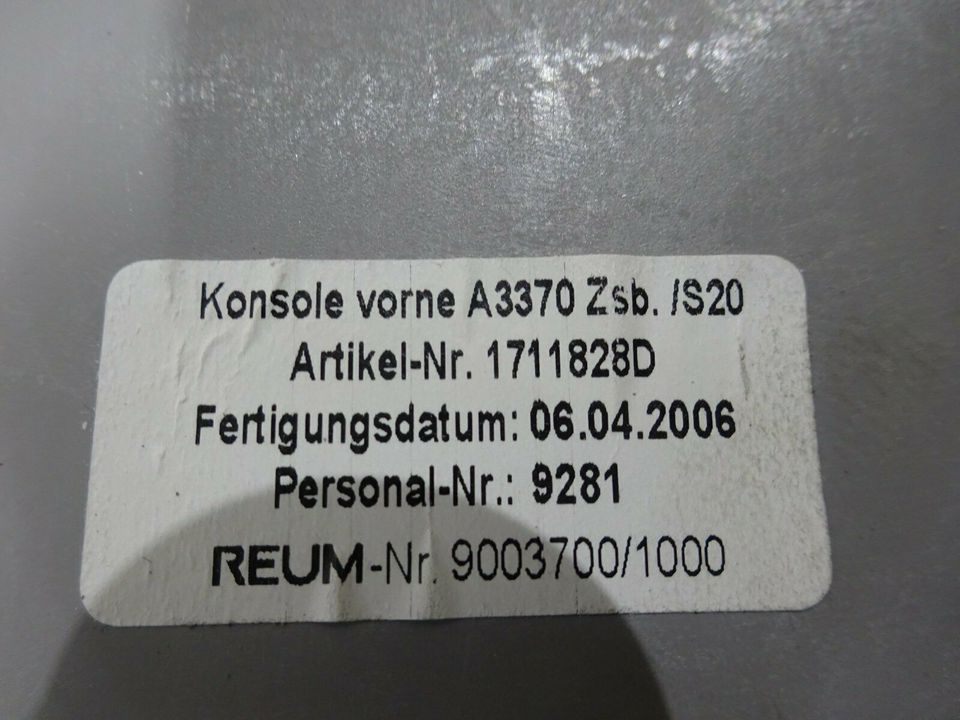 Konsole vorne A3370 Zsb. /S20
Artikel-Nr. 1711828D
Fertigungsdatum: 06.04.2006
Personal-Nr.: 9281
REUM-Nr. 9003700/1000